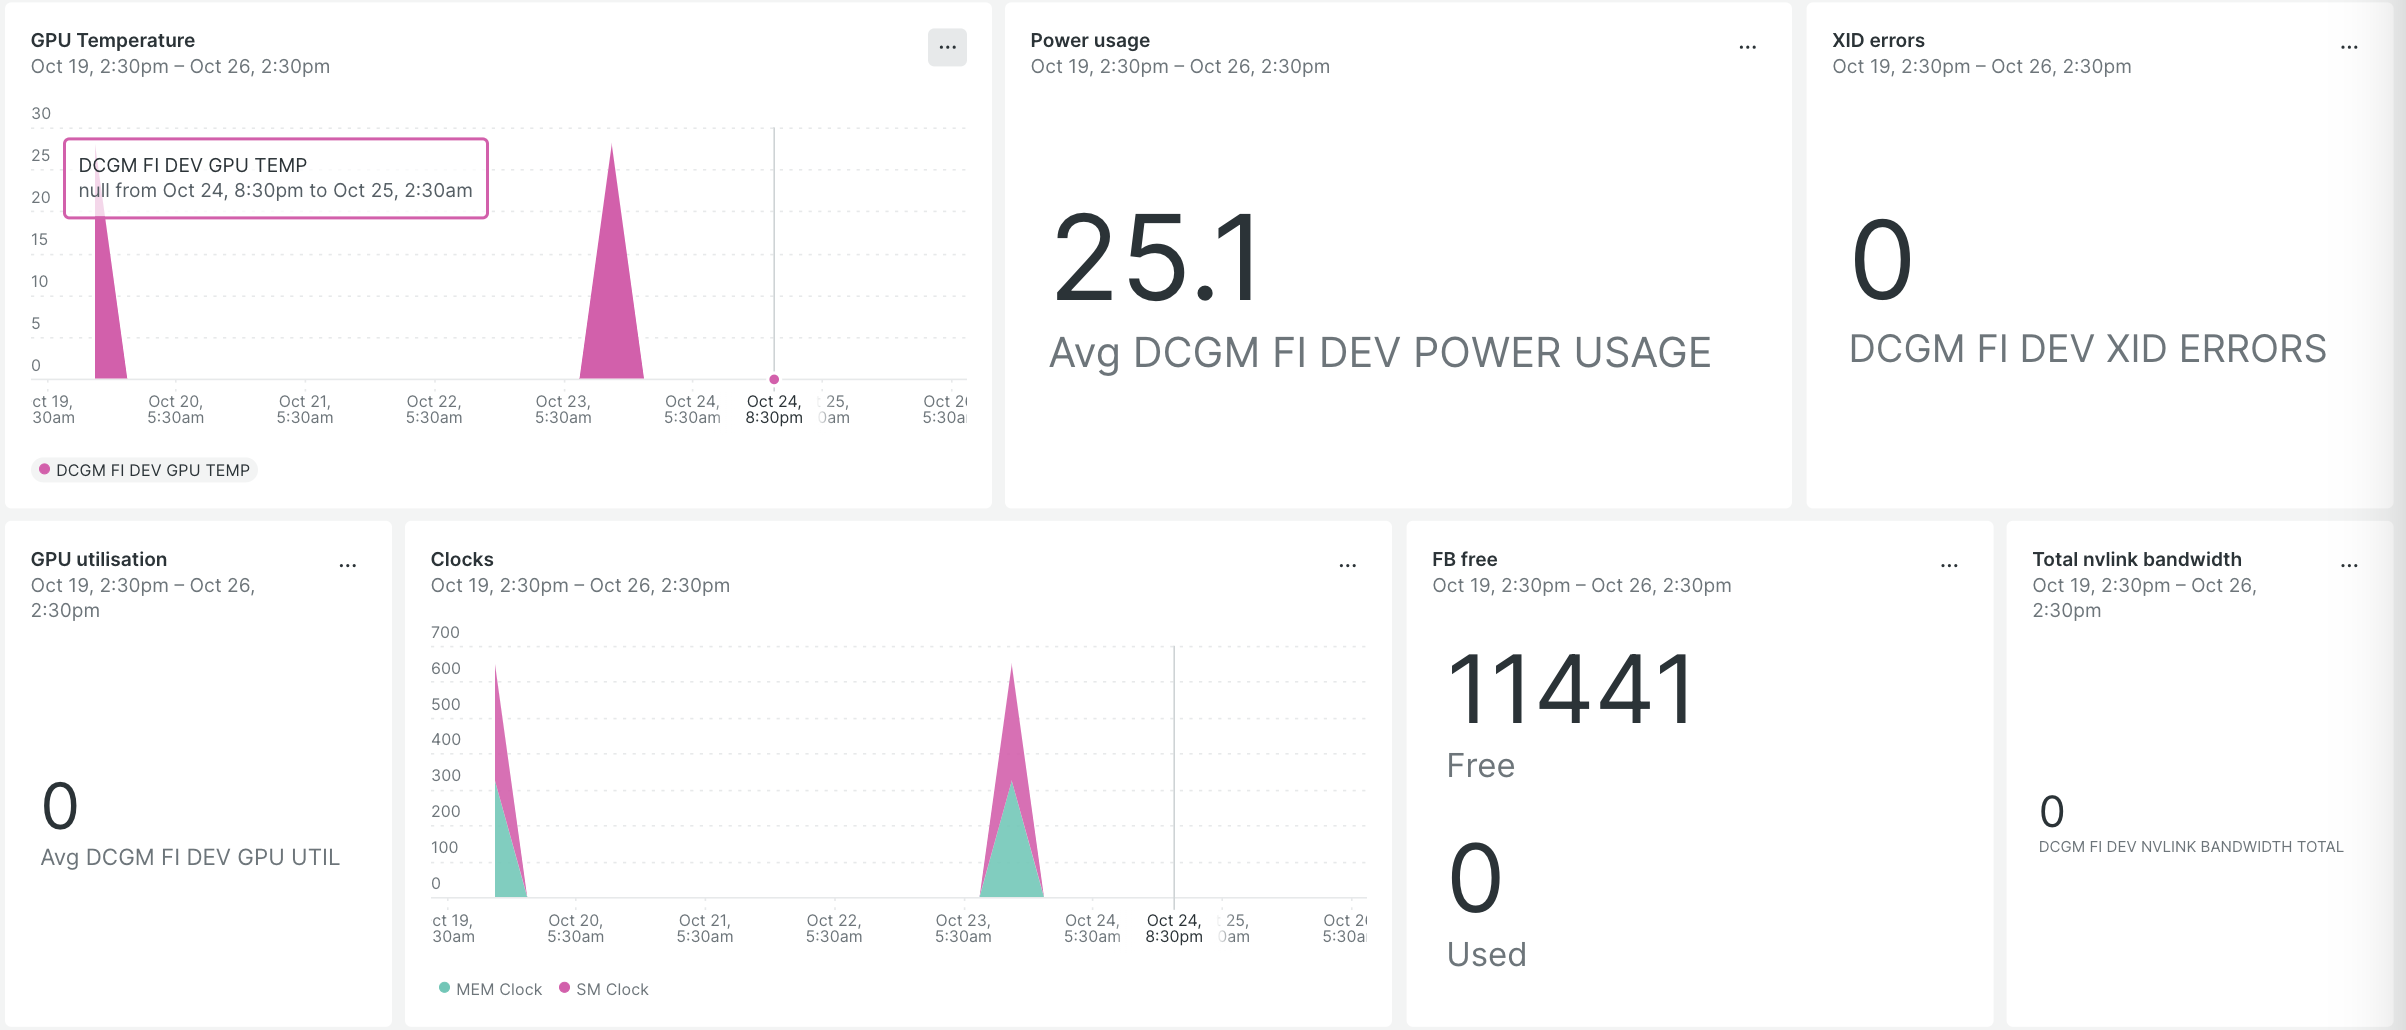 GPU Temperature
Oct 19, 2:30pm – Oct 26, 2:30pm
...
30
25
20
15
10
5
0
DCGM FI DEV GPU TEMP
null from Oct 24, 8:30pm to Oct 25, 2:30am
ct 19,
30am
Oct 20,
5:30am
Oct 21,
5:30am
Oct 22,
5:30am
Oct 23,
5:30am
Oct 24,
5:30am
Oct 24,
8:30pm
25,
0am
Oct 2
5:30a
DCGM FI DEV GPU TEMP
Power usage
Oct 19, 2:30pm – Oct 26, 2:30pm
...
25.1
Avg DCGM FI DEV POWER USAGE
XID errors
Oct 19, 2:30pm – Oct 26, 2:30pm
...
0
DCGM FI DEV XID ERRORS
GPU utilisation
Oct 19, 2:30pm – Oct 26,
2:30pm
...
0
Avg DCGM FI DEV GPU UTIL
Clocks
Oct 19, 2:30pm – Oct 26, 2:30pm
...
700
600
500
400
300
200
100
0
ct 19,
30am
Oct 20,
5:30am
Oct 21,
5:30am
Oct 22,
5:30am
Oct 23,
5:30am
Oct 24,
5:30am
Oct 24,
8:30pm
25,
0am
Oct 2
5:30a
MEM Clock
SM Clock
FB free
Oct 19, 2:30pm – Oct 26, 2:30pm
...
11441
Free
0
Used
Total nvlink bandwidth
Oct 19, 2:30pm – Oct 26,
2:30pm
...
0
DCGM FI DEV NVLINK BANDWIDTH TOTAL